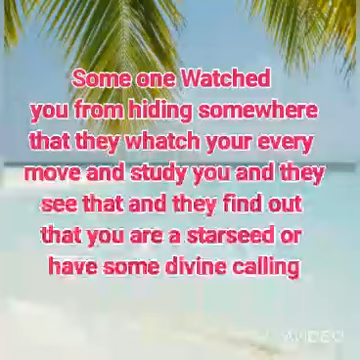 Some one Watched
you from hiding somewhere
that they whatch your every
move and study you and they
see that and they find out
that you are a starseed or
have some divine calling